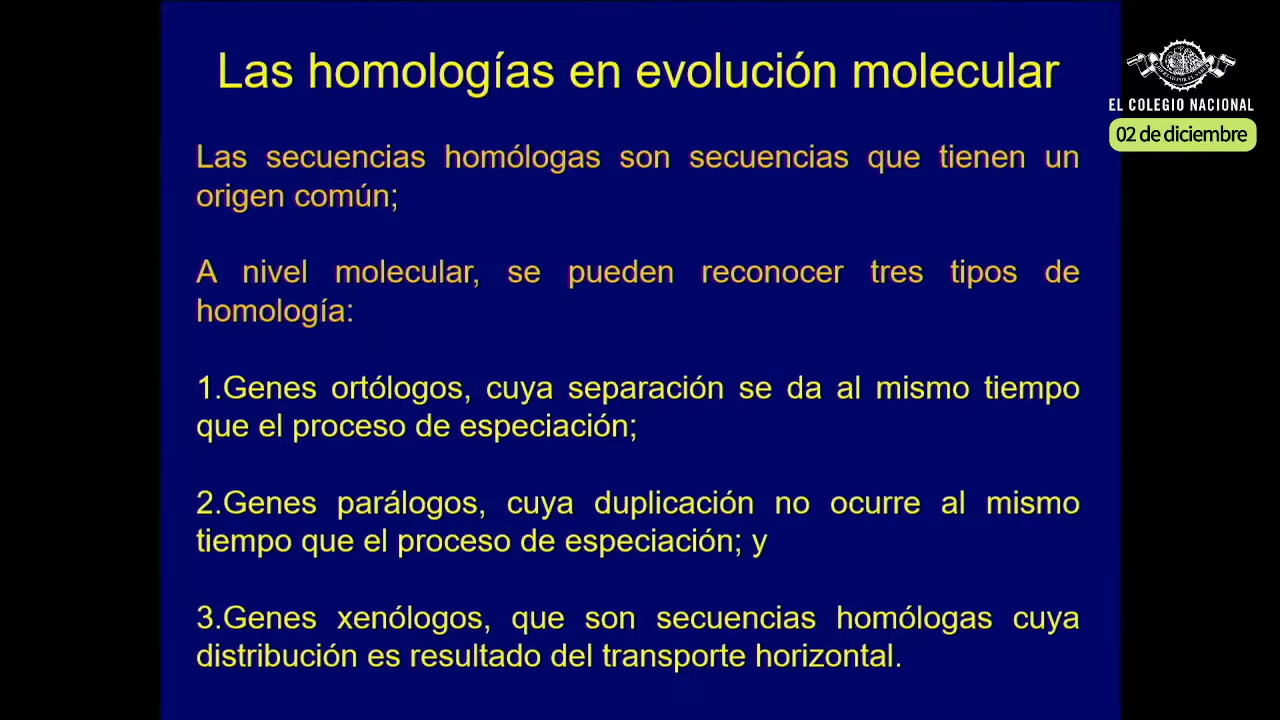 Las homologías en evolución molecular
EL COLEGIO NACIONAL
02 de diciembre
Las secuencias homólogas son secuencias que tienen un
origen común;
A nivel molecular, se pueden reconocer tres tipos de
homología:
1.Genes ortólogos, cuya separación se da al mismo tiempo
que el proceso de especiación;
2.Genes parálogos, cuya duplicación no ocurre al mismo
tiempo que el proceso de especiación; y
3.Genes xenólogos, que son secuencias homólogas cuya
distribución es resultado del transporte horizontal.